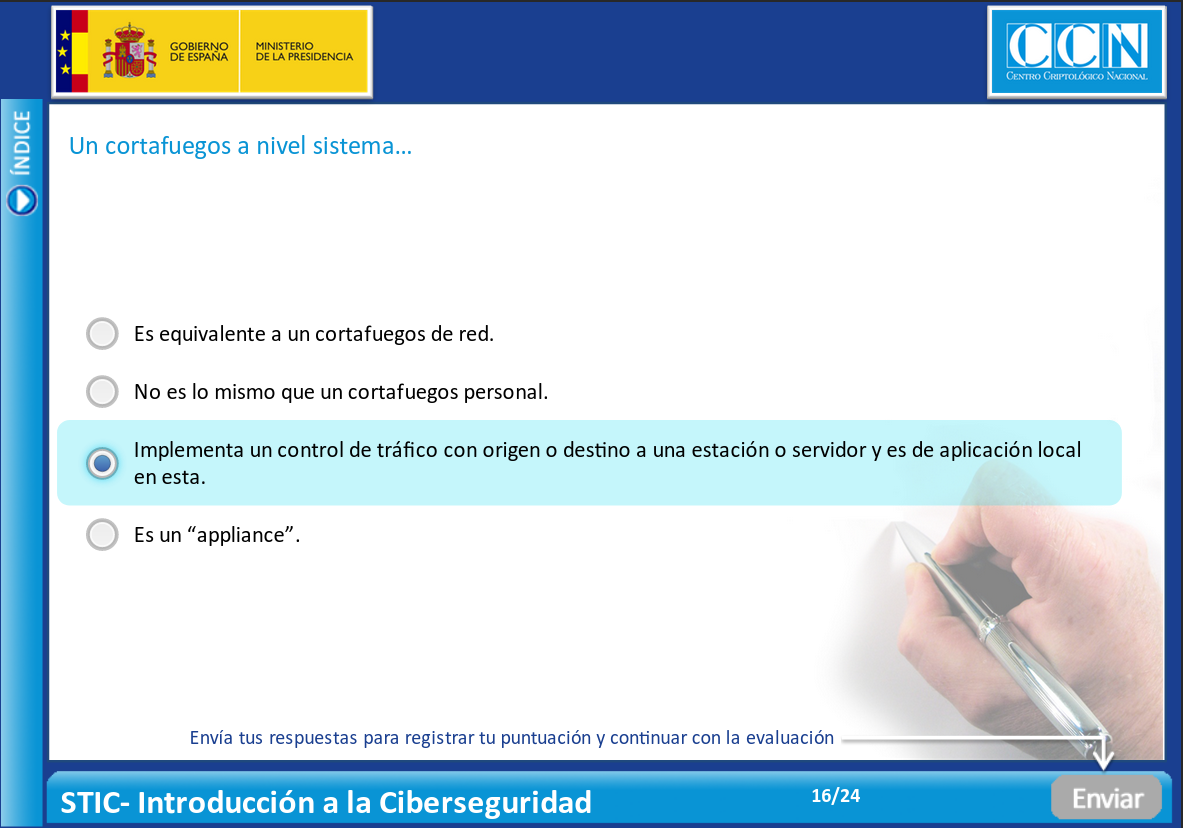 GOBIERNO
DE ESPAÑA
MINISTERIO
DE LA PRESIDENCIA
CCN
CENTRO CRIPTOLÓGICO NACIONAL
ÍNDICE
Un cortafuegos a nivel sistema...
Es equivalente a un cortafuegos de red.
No es lo mismo que un cortafuegos personal.
Implementa un control de tráfico con origen o destino a una estación o servidor y es de aplicación local
en esta.
Es un “appliance”.
Envía tus respuestas para registrar tu puntuación y continuar con la evaluación
STIC- Introducción a la Ciberseguridad
16/24
Enviar